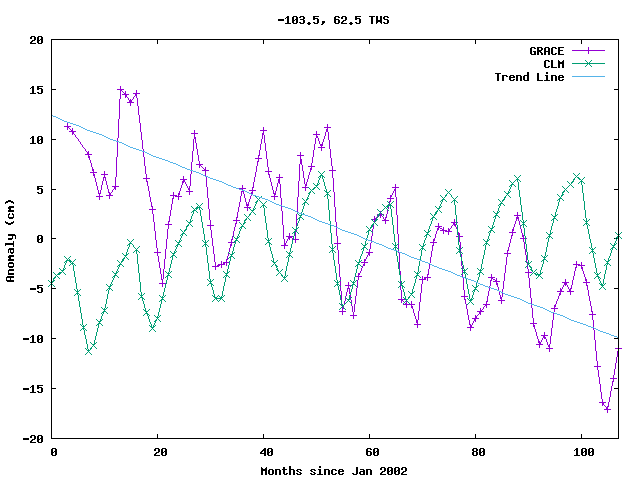 -103.5, 62.5 TWS
GRACE
CLM
Trend Line
20
15
10
5
0
-5
-10
-15
-20
Anomaly (cm)
0 20 40 60 80 100
Months since Jan 2002